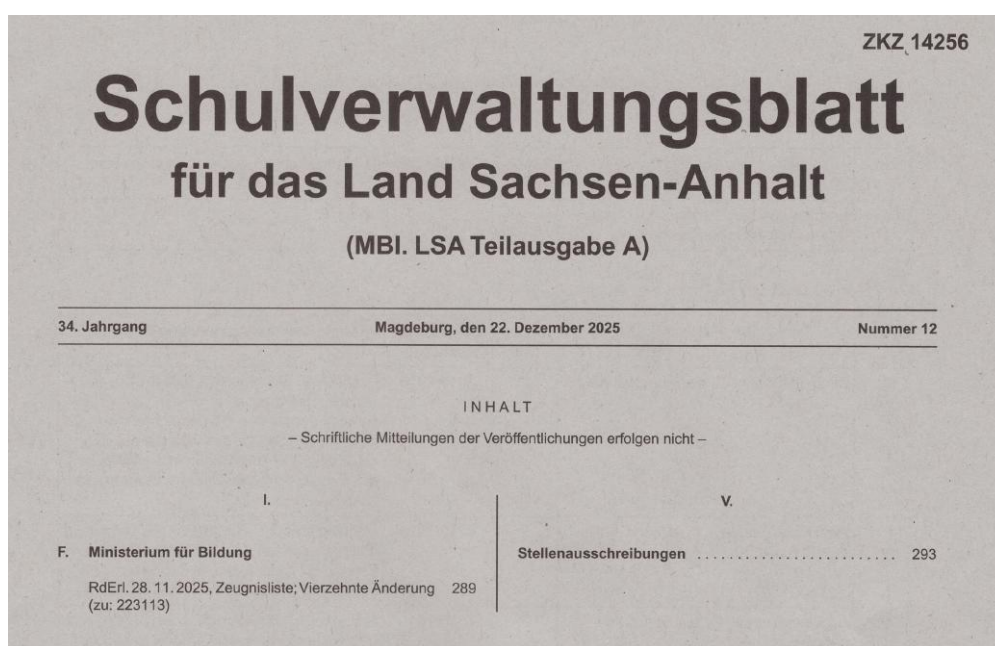 ZKZ 14256
Schulverwaltungsblatt
für das Land Sachsen-Anhalt
(MBl. LSA Teilausgabe A)
34. Jahrgang Magdeburg, den 22. Dezember 2025 Nummer 12
INHALT
– Schriftliche Mitteilungen der Veröffentlichungen erfolgen nicht –
I.
F. Ministerium für Bildung
RdErl. 28. 11. 2025, Zeugnisliste; Vierzehnte Änderung 289
(zu: 223113)
V.
Stellenausschreibungen ........................ 293